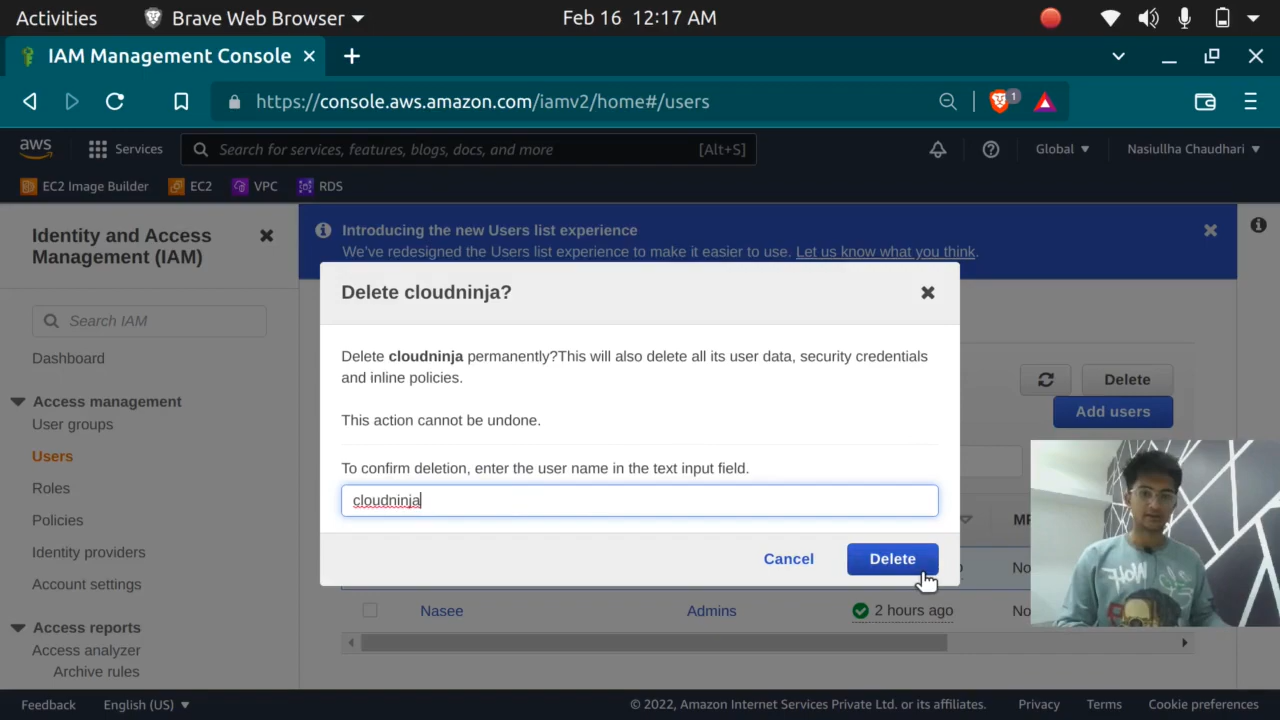 Activities
Brave Web Browser
Feb 16 12:17 AM
IAM Management Console
https://console.aws.amazon.com/iamv2/home#/users
1
aws
Services
Search for services, features, blogs, docs, and more
[Alt+S]
Global
Nasiullha Chaudhari
EC2 Image Builder
EC2
VPC
RDS
Identity and Access
Management (IAM)
Search IAM
Dashboard
Access management
User groups
Users
Roles
Policies
Identity providers
Account settings
Access reports
Access analyzer
Archive rules
Introducing the new Users list experience
We've redesigned the Users list experience to make it easier to use. Let us know what you think.
Delete
Add users
Delete cloudninja?
Delete cloudninja permanently?This will also delete all its user data, security credentials
and inline policies.
This action cannot be undone.
To confirm deletion, enter the user name in the text input field.
cloudninja
Cancel
Delete
No
Nasee
Admins
2 hours ago
No
Feedback
English (US)
© 2022, Amazon Internet Services Private Ltd. or its affiliates.
Privacy
Terms
Cookie preferences